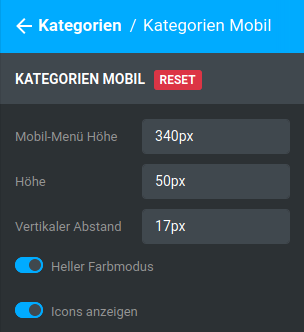 Kategorien / Kategorien Mobil
KATEGORIEN MOBIL RESET
Mobil-Menü Höhe 340px
Höhe 50px
Vertikaler Abstand 17px
Heller Farbmodus
Icons anzeigen